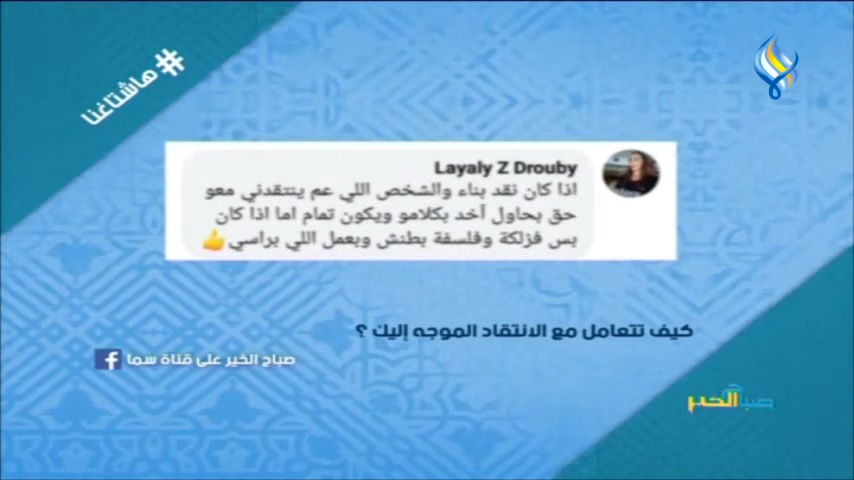 #هاشتاغنا
Layaly Z Drouby
اذا كان نقد بناء والشخص اللي عم ينتقدني معو
حق بحاول آخد بكلامو ويكون تمام اما اذا كان
بس فزلكة وفلسفة بطنش وبعمل اللي براسي👍
كيف تتعامل مع الانتقاد الموجه إليك ؟
صباح الخير على قناة سما
صباح الخير